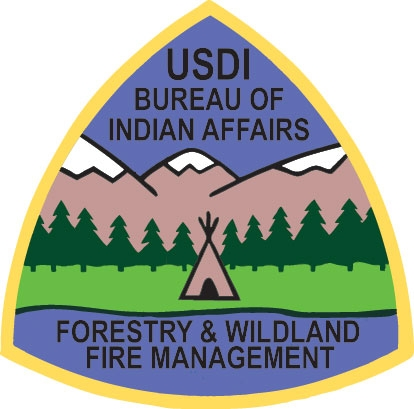 USDI
BUREAU OF
INDIAN AFFAIRS
FORESTRY & WILDLAND
FIRE MANAGEMENT